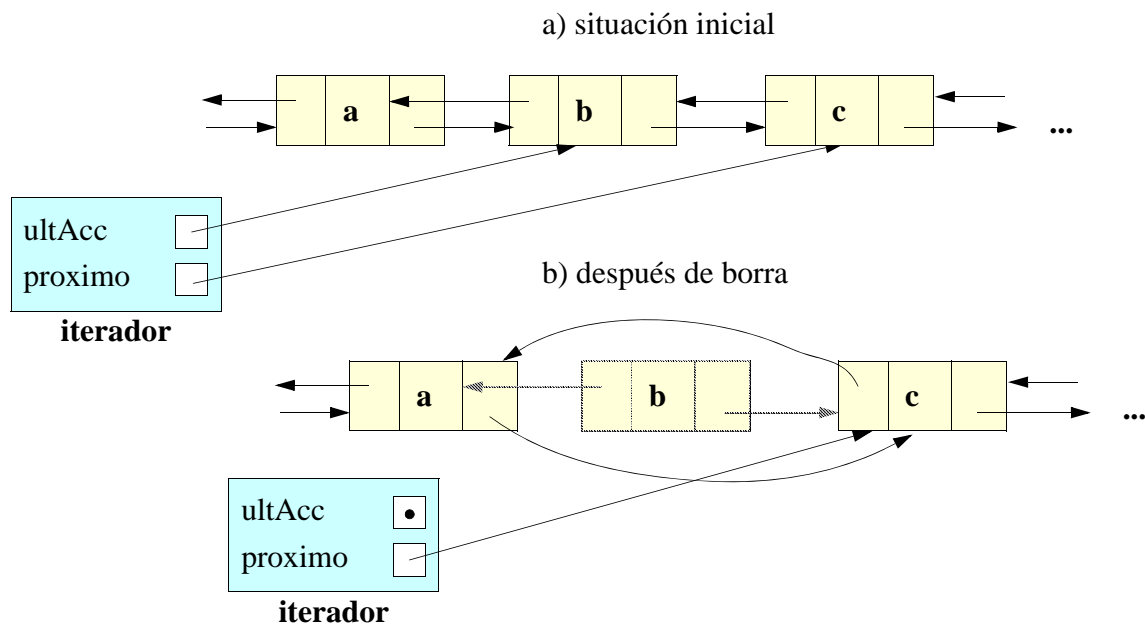 a) situación inicial
a b c
...
ultAcc
proximo
iterador
b) después de borra
a b c
...
ultAcc
proximo
iterador